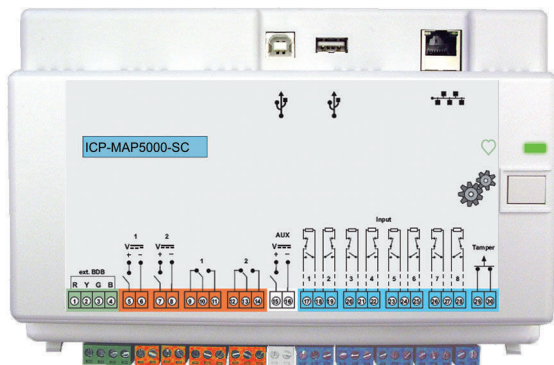 ICP-MAP5000-SC
Input
1 2 AUX
V V V
+ - + - + -
1 2 1 2 3 4 5 6 7 8 Tamper
ext. BDB
R Y G B
1 2 3 4 5 6 7 8 9 10 11 12 13 14 15 16 17 18 19 20 21 22 23 24 25 26 27 28 29 30